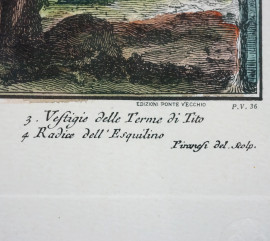 EDIZIONI PONTE VECCHIO
P.V. 36
3. Veſtigie delle Terme di Tito
4 Radice dell'Esquilino
Piranesi del. Scolp.